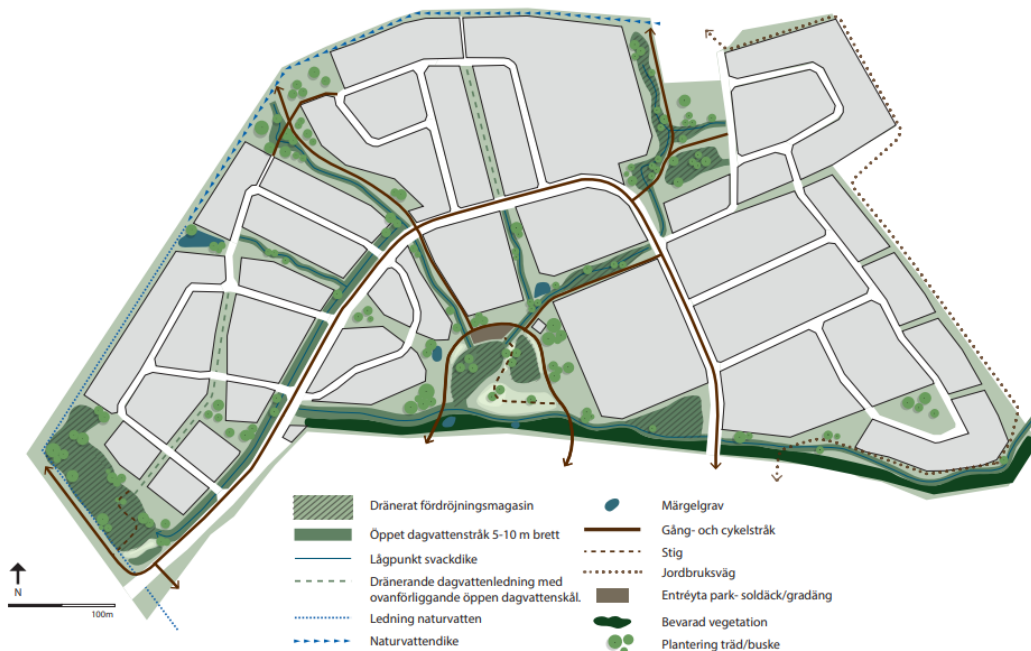 Dränerat fördröjningsmagasin
Öppet dagvattenstråk 5-10 m brett
Lågpunkt svackdike
Dränerande dagvattenledning med
ovanförliggande öppen dagvattenskål.
Ledning naturvatten
Naturvattendike
Märgelgrav
Gång- och cykelstråk
Stig
Jordbruksväg
Entréyta park- soldäck/gradäng
Bevarad vegetation
Plantering träd/buske
N
100m